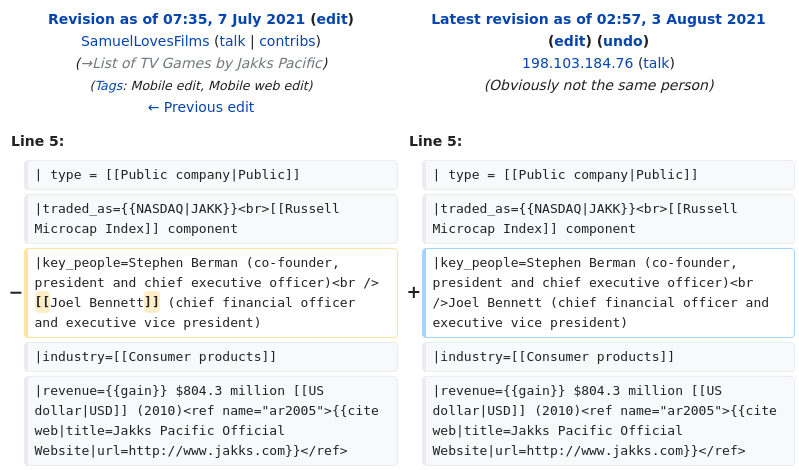 Revision as of 07:35, 7 July 2021 (edit)
SamuelLovesFilms (talk | contribs)
(→List of TV Games by Jakks Pacific)
(Tags: Mobile edit, Mobile web edit)
← Previous edit
Line 5:
| type = [[Public company|Public]]
|traded_as={{NASDAQ|JAKK}}<br>[[Russell
Microcap Index]] component
−
|key_people=Stephen Berman (co-founder,
president and chief executive officer)<br />
[[Joel Bennett]] (chief financial officer
and executive vice president)
|industry=[[Consumer products]]
|revenue={{gain}} $804.3 million [[US
dollar|USD]] (2010)<ref name="ar2005">{{cite
web|title=Jakks Pacific Official
Website|url=http://www.jakks.com}}</ref>
Latest revision as of 02:57, 3 August 2021
(edit) (undo)
198.103.184.76 (talk)
(Obviously not the same person)
Line 5:
| type = [[Public company|Public]]
|traded_as={{NASDAQ|JAKK}}<br>[[Russell
Microcap Index]] component
+
|key_people=Stephen Berman (co-founder,
president and chief executive officer)<br
/>Joel Bennett (chief financial officer and
executive vice president)
|industry=[[Consumer products]]
|revenue={{gain}} $804.3 million [[US
dollar|USD]] (2010)<ref name="ar2005">{{cite
web|title=Jakks Pacific Official
Website|url=http://www.jakks.com}}</ref>